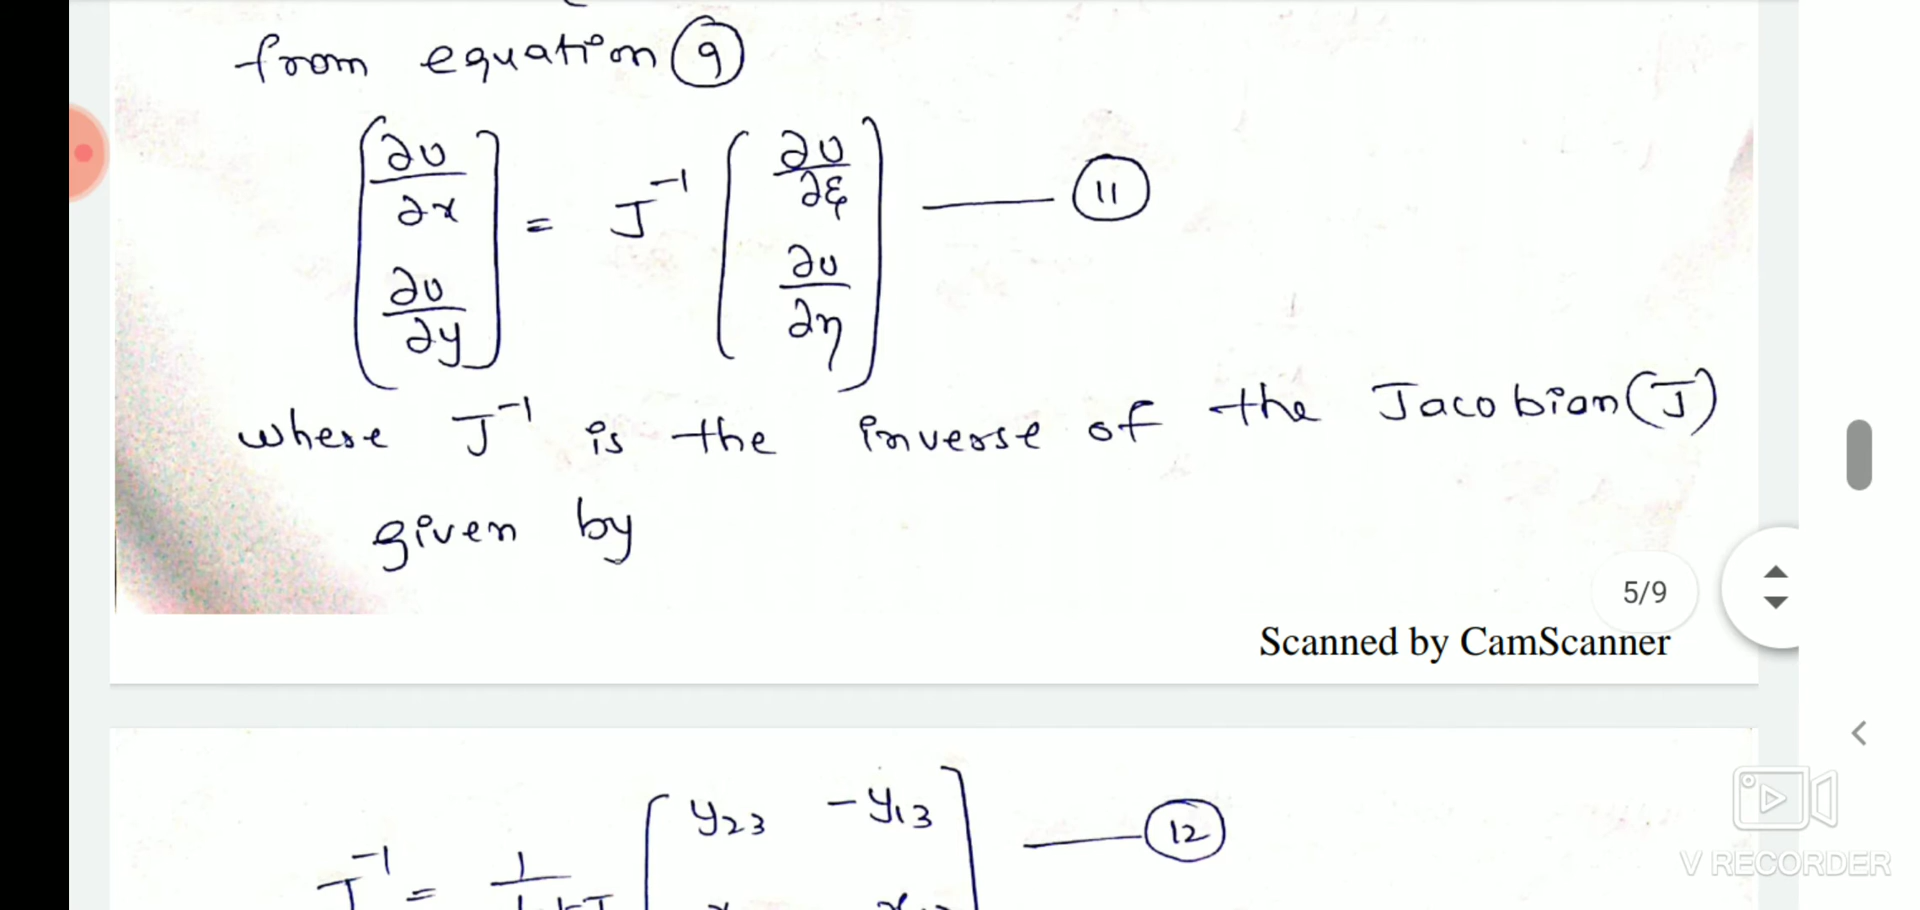 from equation (9)
[∂u/∂x ∂u/∂y] = J⁻¹ [∂u/∂ξ ∂u/∂η] —— (11)
where J⁻¹ is the inverse of the Jacobian (J)
given by
5/9
Scanned by CamScanner
J⁻¹ = 1/ [y₂₃ -y₁₃ —— (12)
V RECORDER